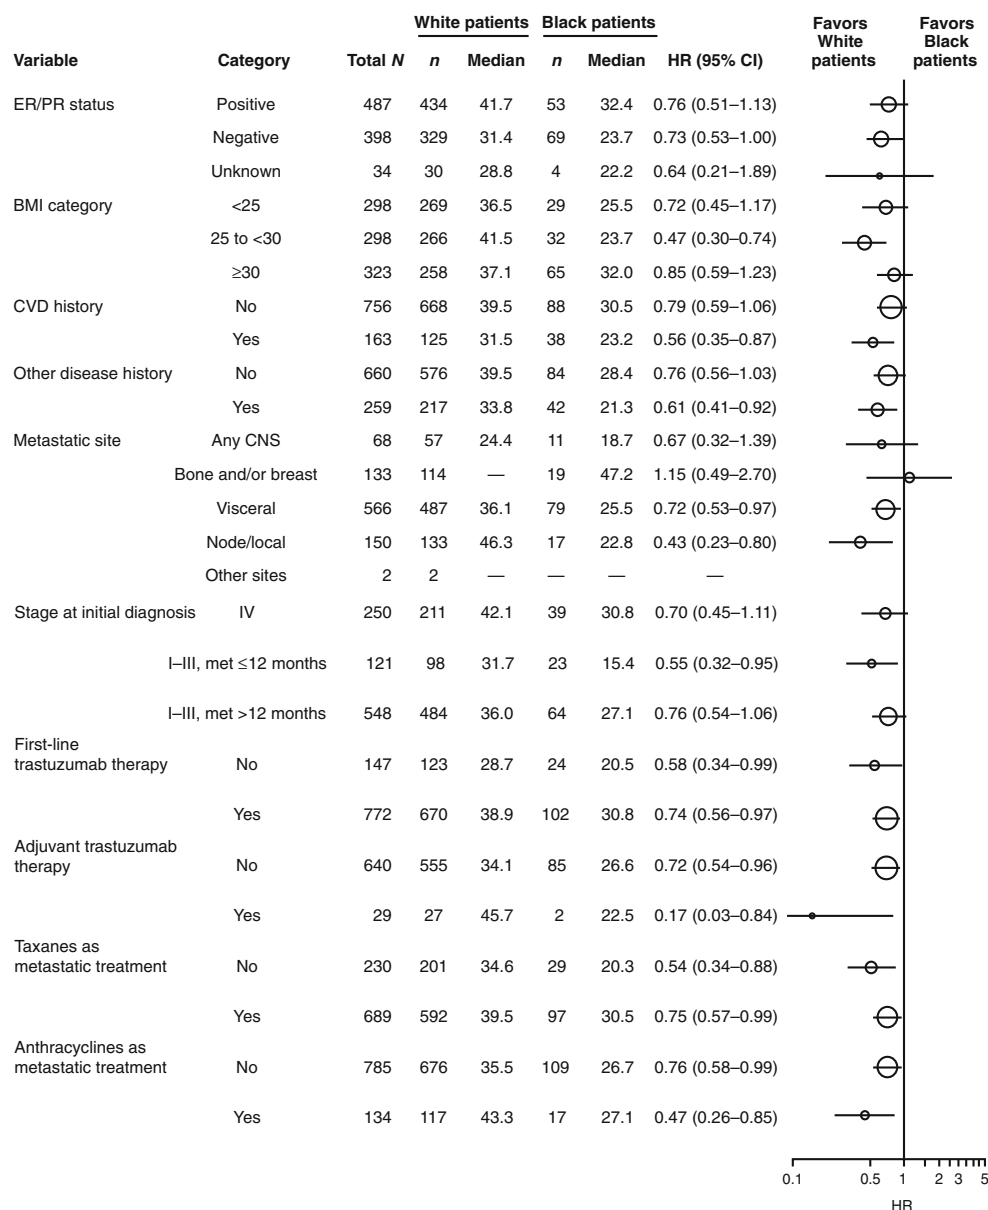 White patients Black patients Favors White patients Favors Black patients
Variable Category Total N n Median n Median HR (95% CI)
ER/PR status Positive 487 434 41.7 53 32.4 0.76 (0.51–1.13)
Negative 398 329 31.4 69 23.7 0.73 (0.53–1.00)
Unknown 34 30 28.8 4 22.2 0.64 (0.21–1.89)
BMI category <25 298 269 36.5 29 25.5 0.72 (0.45–1.17)
25 to <30 298 266 41.5 32 23.7 0.47 (0.30–0.74)
≥30 323 258 37.1 65 32.0 0.85 (0.59–1.23)
CVD history No 756 668 39.5 88 30.5 0.79 (0.59–1.06)
Yes 163 125 31.5 38 23.2 0.56 (0.35–0.87)
Other disease history No 660 576 39.5 84 28.4 0.76 (0.56–1.03)
Yes 259 217 33.8 42 21.3 0.61 (0.41–0.92)
Metastatic site Any CNS 68 57 24.4 11 18.7 0.67 (0.32–1.39)
Bone and/or breast 133 114 — 19 47.2 1.15 (0.49–2.70)
Visceral 566 487 36.1 79 25.5 0.72 (0.53–0.97)
Node/local 150 133 46.3 17 22.8 0.43 (0.23–0.80)
Other sites 2 2 — — — —
Stage at initial diagnosis IV 250 211 42.1 39 30.8 0.70 (0.45–1.11)
I–III, met ≤12 months 121 98 31.7 23 15.4 0.55 (0.32–0.95)
I–III, met >12 months 548 484 36.0 64 27.1 0.76 (0.54–1.06)
First-line
trastuzumab therapy No 147 123 28.7 24 20.5 0.58 (0.34–0.99)
Yes 772 670 38.9 102 30.8 0.74 (0.56–0.97)
Adjuvant trastuzumab
therapy No 640 555 34.1 85 26.6 0.72 (0.54–0.96)
Yes 29 27 45.7 2 22.5 0.17 (0.03–0.84)
Taxanes as
metastatic treatment No 230 201 34.6 29 20.3 0.54 (0.34–0.88)
Yes 689 592 39.5 97 30.5 0.75 (0.57–0.99)
Anthracyclines as
metastatic treatment No 785 676 35.5 109 26.7 0.76 (0.58–0.99)
Yes 134 117 43.3 17 27.1 0.47 (0.26–0.85)
0.1 0.5 1 2 3 5
HR